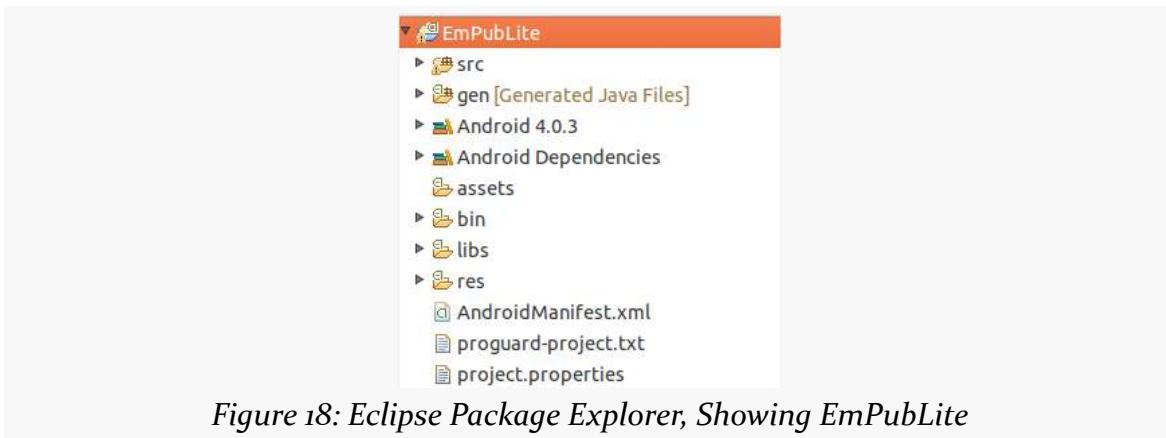 EmPubLite
src
gen [Generated Java Files]
Android 4.0.3
Android Dependencies
assets
bin
libs
res
AndroidManifest.xml
proguard-project.txt
project.properties
Figure 18: Eclipse Package Explorer, Showing EmPubLite